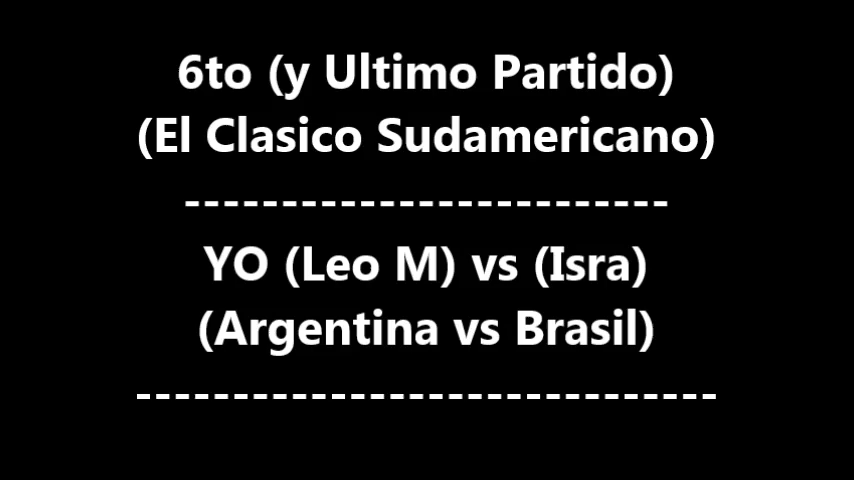 6to (y Ultimo Partido)
(El Clasico Sudamericano)
-------------------------
YO (Leo M) vs (Isra)
(Argentina vs Brasil)
------------------------------